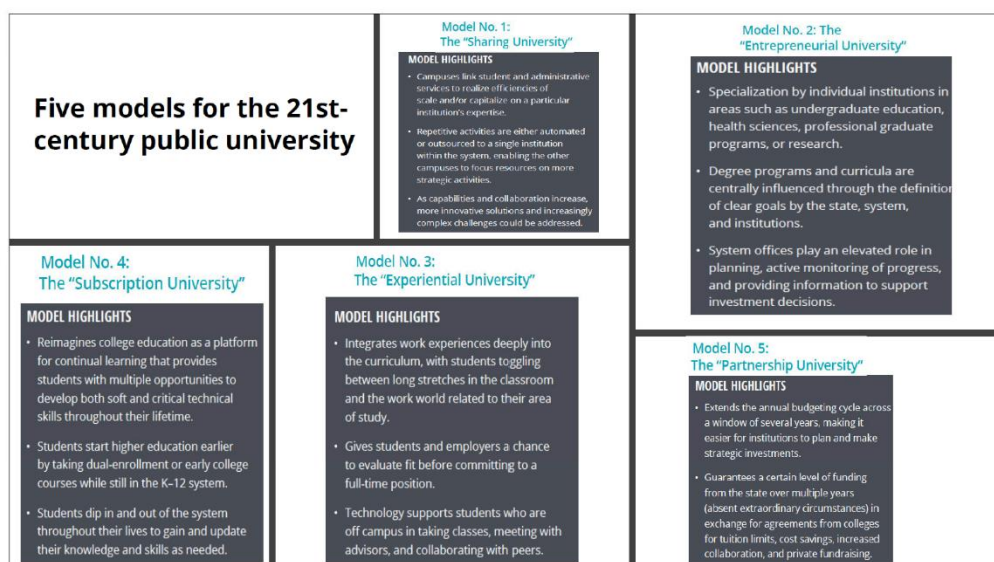 Five models for the 21st-
century public university
Model No. 1:
The "Sharing University"
MODEL HIGHLIGHTS
• Campuses link student and administrative
services to realize efficiencies of
scale and/or capitalize on a particular
institution's expertise.
• Repetitive activities are either automated
or outsourced to a single institution
within the system, enabling the other
campuses to focus resources on more
strategic activities.
• As capabilities and collaboration increase,
more innovative solutions and increasingly
complex challenges could be addressed.
Model No. 2: The
"Entrepreneurial University"
MODEL HIGHLIGHTS
• Specialization by individual institutions in
areas such as undergraduate education,
health sciences, professional graduate
programs, or research.
• Degree programs and curricula are
centrally influenced through the definition
of clear goals by the state, system,
and institutions.
• System offices play an elevated role in
planning, active monitoring of progress,
and providing information to support
investment decisions.
Model No. 4:
The "Subscription University"
MODEL HIGHLIGHTS
• Reimagines college education as a platform
for continual learning that provides
students with multiple opportunities to
develop both soft and critical technical
skills throughout their lifetime.
• Students start higher education earlier
by taking dual-enrollment or early college
courses while still in the K–12 system.
• Students dip in and out of the system
throughout their lives to gain and update
their knowledge and skills as needed.
Model No. 3:
The "Experiential University"
MODEL HIGHLIGHTS
• Integrates work experiences deeply into
the curriculum, with students toggling
between long stretches in the classroom
and the work world related to their area
of study.
• Gives students and employers a chance
to evaluate fit before committing to a
full-time position.
• Technology supports students who are
off campus in taking classes, meeting with
advisors, and collaborating with peers.
Model No. 5:
The "Partnership University"
MODEL HIGHLIGHTS
• Extends the annual budgeting cycle across
a window of several years, making it
easier for institutions to plan and make
strategic investments.
• Guarantees a certain level of funding
from the state over multiple years
(absent extraordinary circumstances) in
exchange for agreements from colleges
for tuition limits, cost savings, increased
collaboration, and private fundraising.